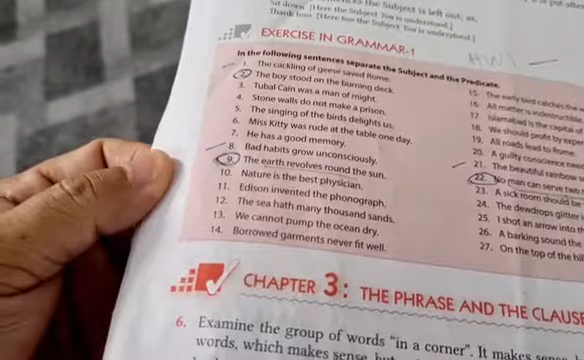 the Subject is left out; as,
Sit down. [Here the Subject You is understood.]
Thank him. [Here too the Subject You is understood.]
EXERCISE IN GRAMMAR-1
HW1
In the following sentences separate the Subject and the Predicate.
1. The cackling of geese saved Rome.
2. The boy stood on the burning deck.
3. Tubal Cain was a man of might.
4. Stone walls do not make a prison.
5. The singing of the birds delights us.
6. Miss Kitty was rude at the table one day.
7. He has a good memory.
8. Bad habits grow unconsciously.
9. The earth revolves round the sun.
10. Nature is the best physician.
11. Edison invented the phonograph.
12. The sea hath many thousand sands.
13. We cannot pump the ocean dry.
14. Borrowed garments never fit well.
15. The early bird catches the
16. All matter is indestructible.
17. Islamabad is the capital of
18. We should profit by exper
19. All roads lead to Rome.
20. A guilty conscience nee
21. The beautiful rainbow s
22. No man can serve tw
23. A sick room should be
24. The dewdrops glitter
25. I shot an arrow into th
26. A barking sound the
27. On the top of the hil
CHAPTER 3: THE PHRASE AND THE CLAUSE
6. Examine the group of words "in a corner". It makes sense
words, which makes sense, but